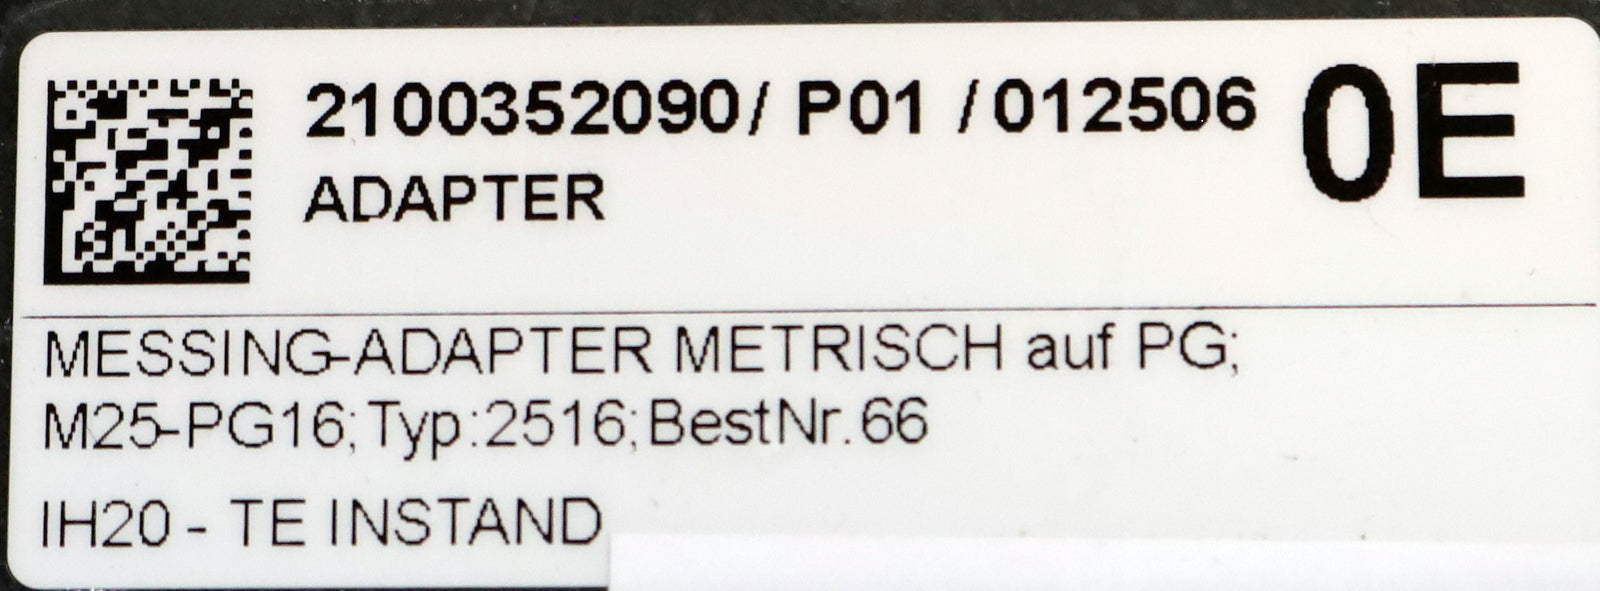 2100352090/ P01 /012506 0E
ADAPTER
MESSING-ADAPTER METRISCH auf PG;
M25-PG16;Typ:2516;BestNr.66
IH20 - TE INSTAND